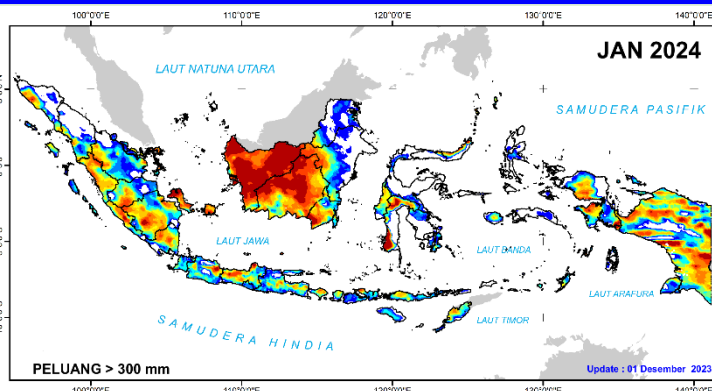 100°0'0"E 110°0'0"E 120°0'0"E 130°0'0"E 140°0'0"E
JAN 2024
LAUT NATUNA UTARA
SAMUDERA PASIFIK
LAUT JAWA
LAUT BANDA
LAUT ARAFURA
SAMUDERA HINDIA
LAUT TIMOR
PELUANG > 300 mm
Update : 01 Desember 2023